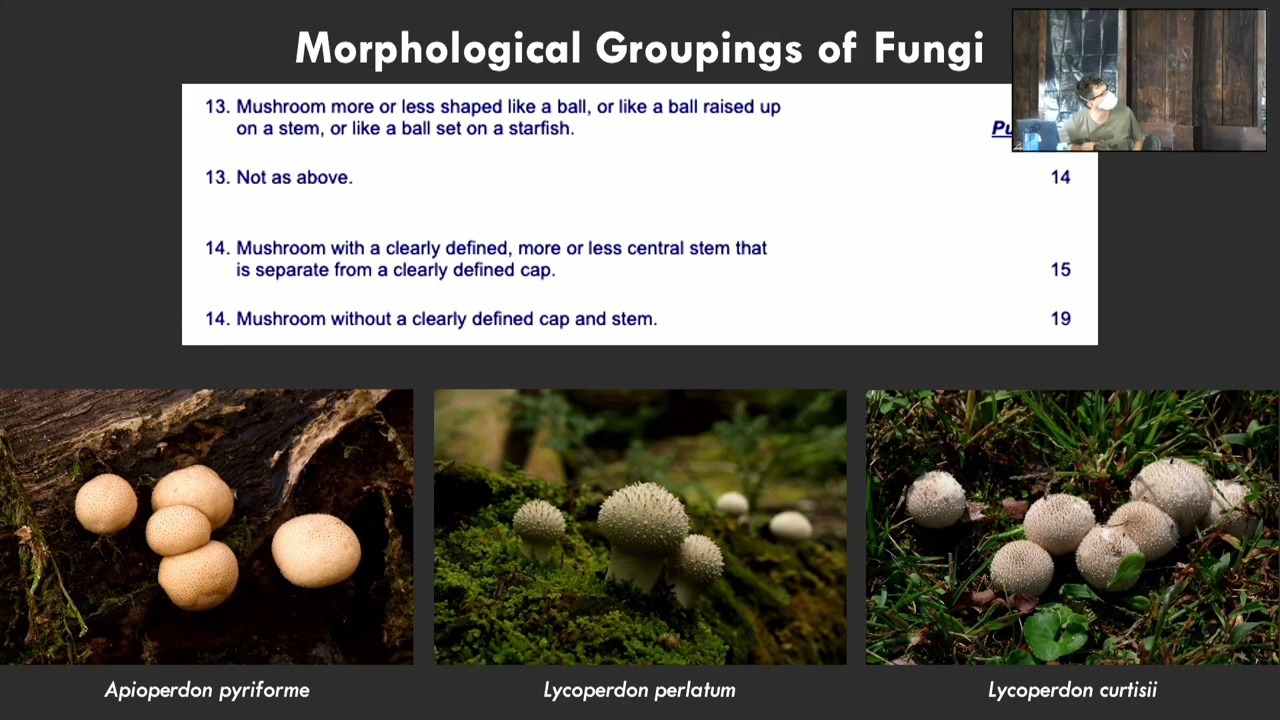 Morphological Groupings of Fungi
13. Mushroom more or less shaped like a ball, or like a ball raised up
on a stem, or like a ball set on a starfish.
13. Not as above. 14
14. Mushroom with a clearly defined, more or less central stem that
is separate from a clearly defined cap. 15
14. Mushroom without a clearly defined cap and stem. 19
Apioperdon pyriforme
Lycoperdon perlatum
Lycoperdon curtisii